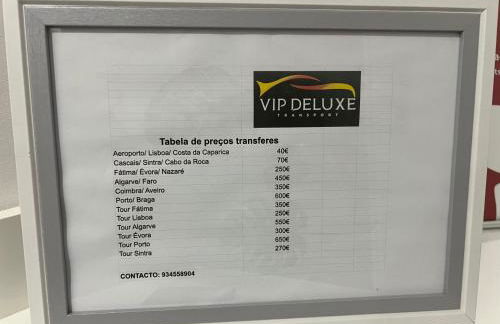 VIP DELUXE
TRANSPORT
Tabela de preços transferes
Aeroporto/ Lisboa/ Costa da Caparica 40€
Cascais/ Sintra/ Cabo da Roca 70€
Fátima/ Évora/ Nazaré 250€
Algarve/ Faro 450€
Coimbra/ Aveiro 350€
Porto/ Braga 600€
Tour Fátima 350€
Tour Lisboa 250€
Tour Algarve 550€
Tour Évora 300€
Tour Porto 650€
Tour Sintra 270€
CONTACTO: 934558904